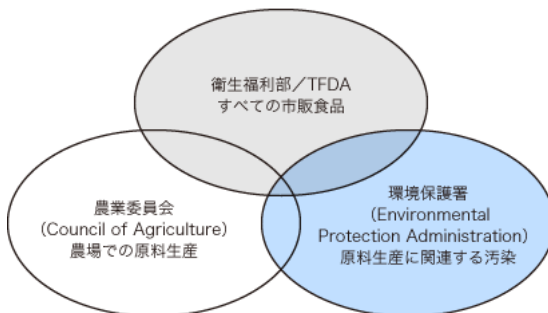 衛生福利部／TFDA
すべての市販食品
農業委員会
（Council of Agriculture）
農場での原料生産
環境保護署
（Environmental
Protection Administration）
原料生産に関連する汚染